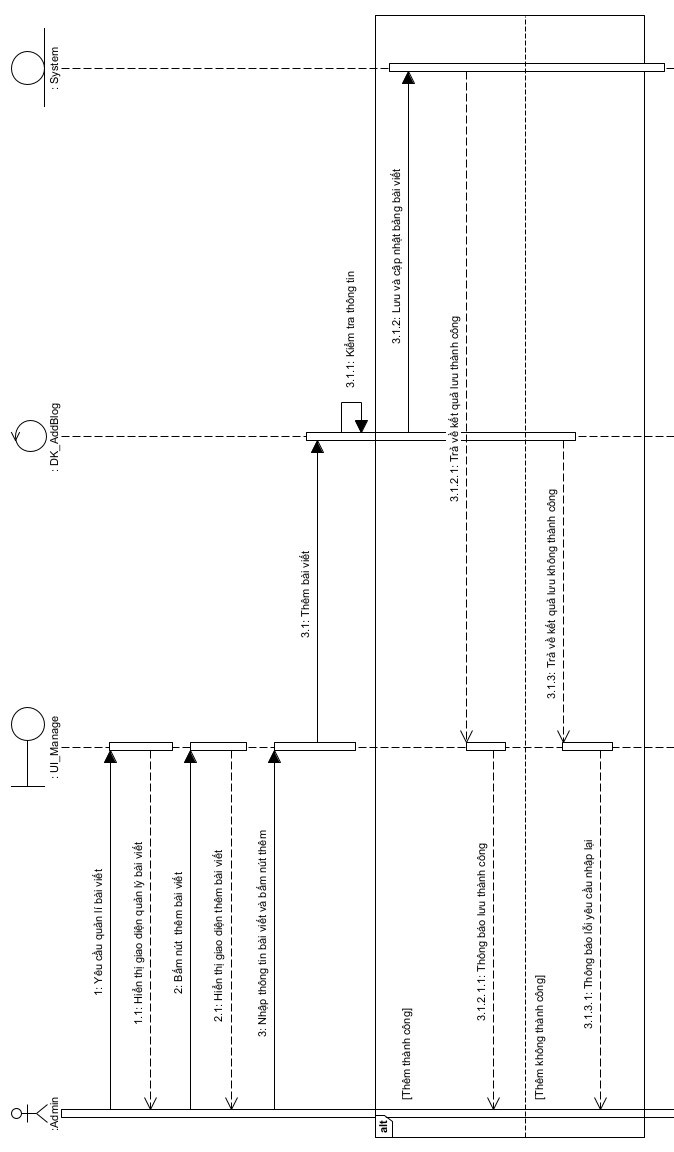 :Admin
: UI_Manage
: DK_AddBlog
: System
1: Yêu cầu quản lí bài viết
1.1: Hiển thị giao diện quản lý bài viết
2: Bấm nút thêm bài viết
2.1: Hiển thị giao diện thêm bài viết
3: Nhập thông tin bài viết và bấm nút thêm
3.1: Thêm bài viết
3.1.1: Kiểm tra thông tin
alt
[Thêm thành công]
3.1.2: Lưu và cập nhật bảng bài viết
3.1.2.1: Trả về kết quả lưu thành công
3.1.2.1.1: Thông báo lưu thành công
[Thêm không thành công]
3.1.3: Trả về kết quả lưu không thành công
3.1.3.1: Thông báo lỗi yêu cầu nhập lại